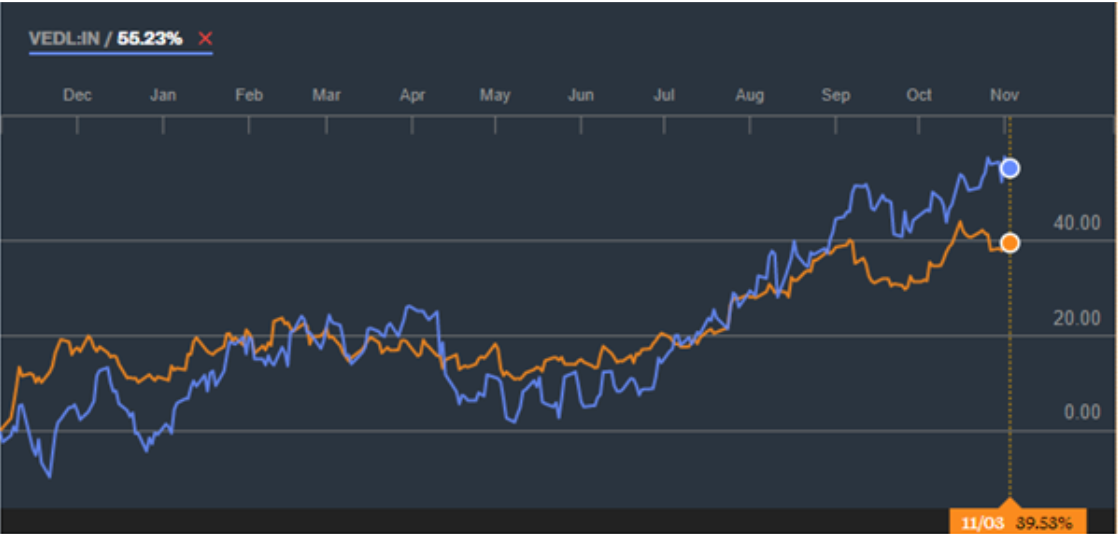 VEDL:IN / 55.23% ×
Dec Jan Feb Mar Apr May Jun Jul Aug Sep Oct Nov
40.00
20.00
0.00
11/03 39.53%